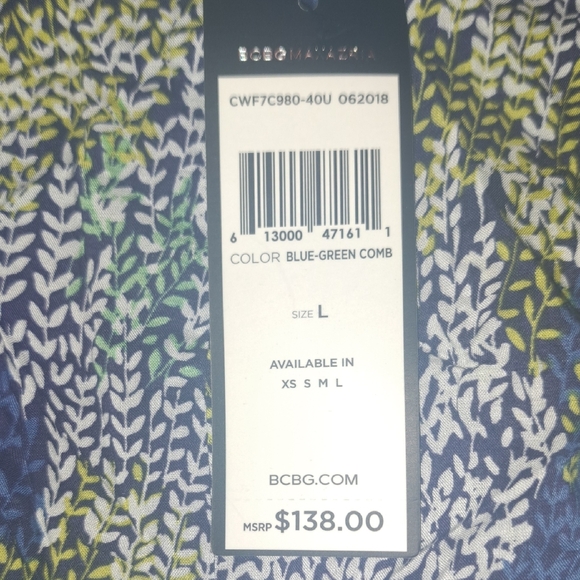 BCBGMAXAZRIA
CWF7C980-40U 062018
6 13000 47161 1
COLOR BLUE-GREEN COMB
SIZE L
AVAILABLE IN
XS S M L
BCBG.COM
MSRP $138.00